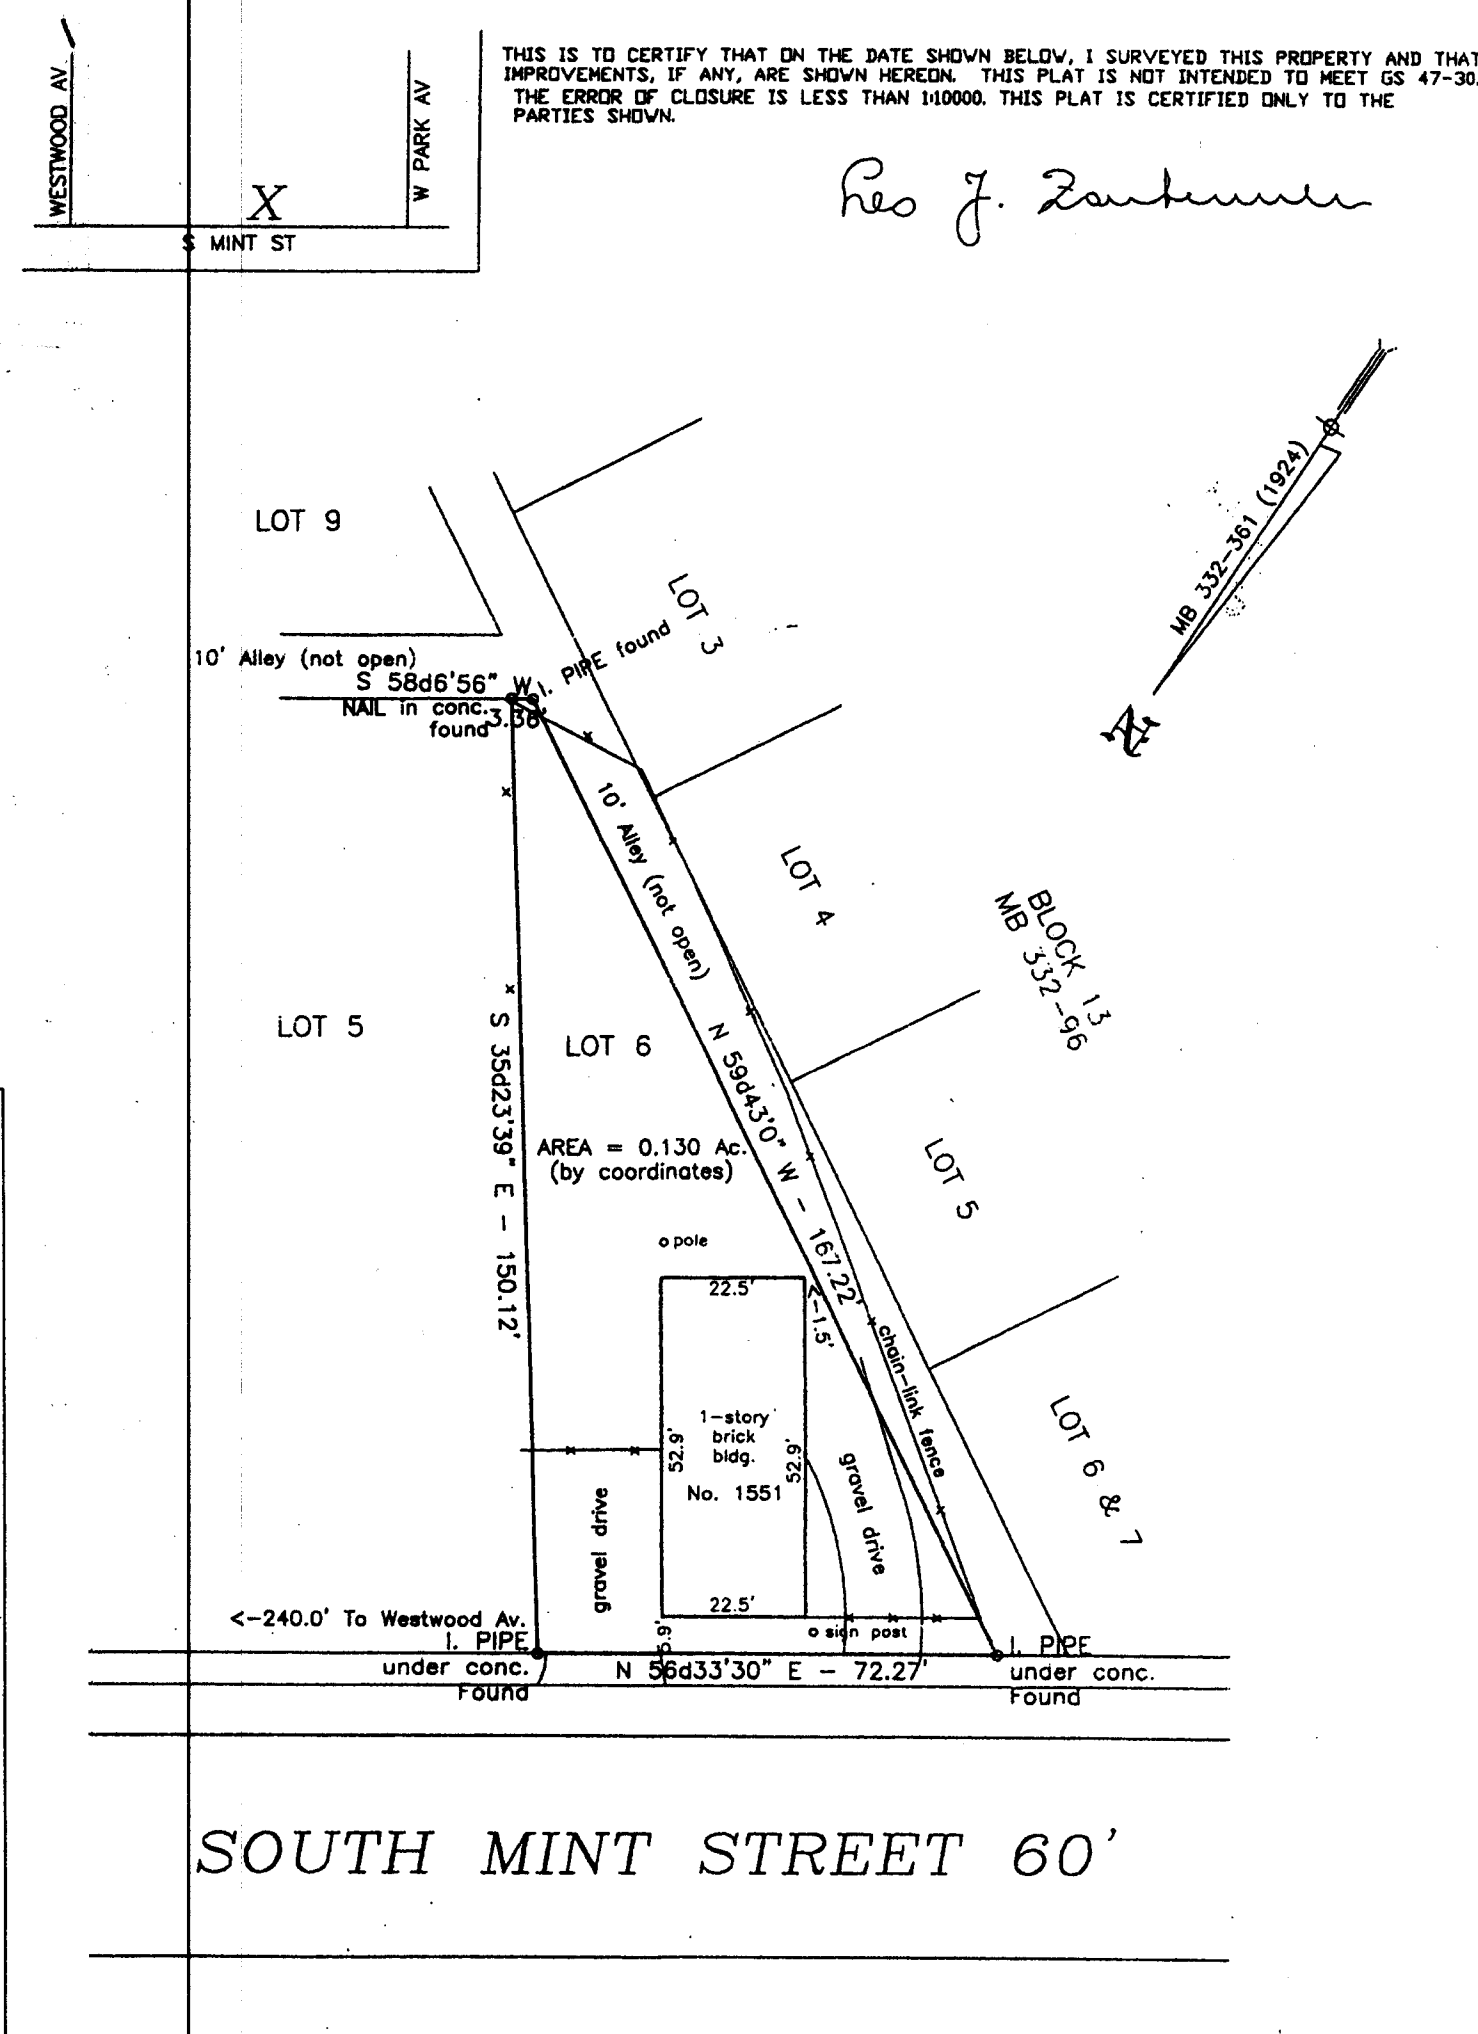 THIS IS TO CERTIFY THAT ON THE DATE SHOWN BELOW, I SURVEYED THIS PROPERTY AND THAT
IMPROVEMENTS, IF ANY, ARE SHOWN HEREON. THIS PLAT IS NOT INTENDED TO MEET GS 47-30.
THE ERROR OF CLOSURE IS LESS THAN 1:10000. THIS PLAT IS CERTIFIED ONLY TO THE
PARTIES SHOWN.
WESTWOOD AV
W PARK AV
X
S MINT ST
Leo J.
MB 332-361 (1924)
LOT 9
LOT 3
10' Alley (not open)
I. PIPE found
S 58d6'56" W
NAIL in conc.
found
3.36'
10' Alley (not open)
LOT 4
BLOCK 13
MB 332-96
LOT 5
S 35d23'39" E - 150.12'
LOT 6
N 59d43'0" W - 167.22'
AREA = 0.130 Ac.
(by coordinates)
LOT 5
pole
22.5'
<-1.5'
chain-link fence
52.9'
1-story
brick
bldg.
No. 1551
52.9'
LOT 6 & 7
gravel drive
gravel drive
22.5'
<-240.0' To Westwood Av.
5.9'
sign post
I. PIPE
under conc.
Found
N 56d33'30" E - 72.27'
I. PIPE
under conc.
Found
SOUTH MINT STREET 60'